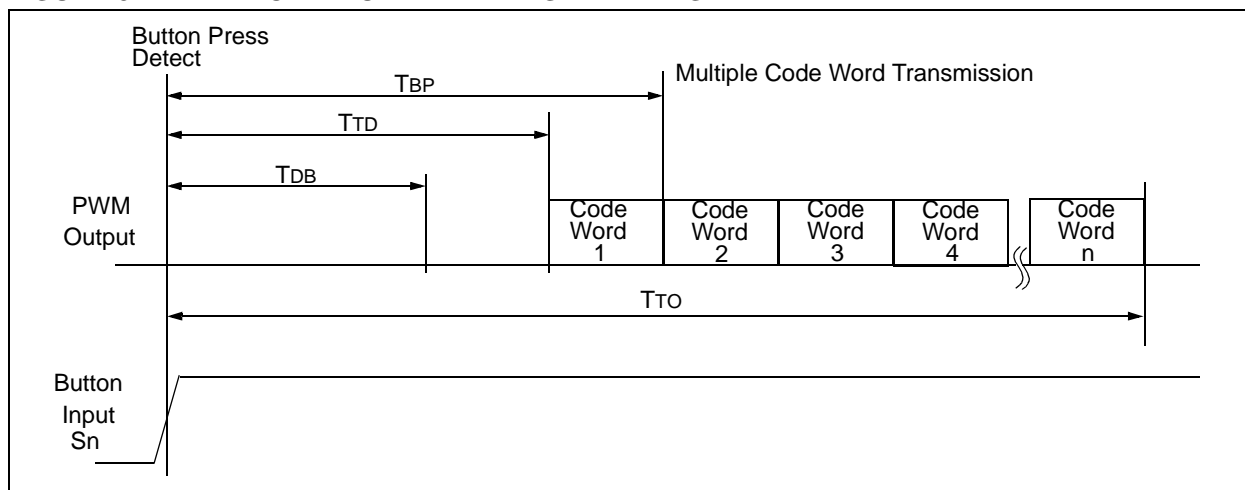 Button Press
Detect
TBP
Multiple Code Word Transmission
TTD
TDB
PWM
Output
Code
Word
1
Code
Word
2
Code
Word
3
Code
Word
4
Code
Word
n
TTO
Button
Input
Sn